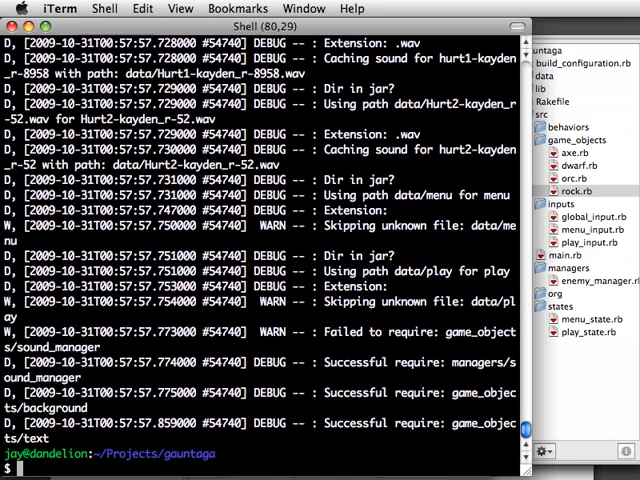 iTerm Shell Edit View Bookmarks Window Help
Shell (80,29)
D, [2009-10-31T00:57:57.728000 #54740] DEBUG -- : Extension: .wav
D, [2009-10-31T00:57:57.728000 #54740] DEBUG -- : Caching sound for hurt1-kayden
_r-8958 with path: data/Hurt1-kayden_r-8958.wav
D, [2009-10-31T00:57:57.729000 #54740] DEBUG -- : Dir in jar?
D, [2009-10-31T00:57:57.729000 #54740] DEBUG -- : Using path data/Hurt2-kayden_r
-52.wav for Hurt2-kayden_r-52.wav
D, [2009-10-31T00:57:57.729000 #54740] DEBUG -- : Extension: .wav
D, [2009-10-31T00:57:57.730000 #54740] DEBUG -- : Caching sound for hurt2-kayden
_r-52 with path: data/Hurt2-kayden_r-52.wav
D, [2009-10-31T00:57:57.731000 #54740] DEBUG -- : Dir in jar?
D, [2009-10-31T00:57:57.731000 #54740] DEBUG -- : Using path data/menu for menu
D, [2009-10-31T00:57:57.747000 #54740] DEBUG -- : Extension:
W, [2009-10-31T00:57:57.750000 #54740] WARN -- : Skipping unknown file: data/me
nu
D, [2009-10-31T00:57:57.751000 #54740] DEBUG -- : Dir in jar?
D, [2009-10-31T00:57:57.751000 #54740] DEBUG -- : Using path data/play for play
D, [2009-10-31T00:57:57.753000 #54740] DEBUG -- : Extension:
W, [2009-10-31T00:57:57.754000 #54740] WARN -- : Skipping unknown file: data/pl
ay
W, [2009-10-31T00:57:57.773000 #54740] WARN -- : Failed to require: game_object
s/sound_manager
D, [2009-10-31T00:57:57.774000 #54740] DEBUG -- : Successful require: managers/s
ound_manager
D, [2009-10-31T00:57:57.775000 #54740] DEBUG -- : Successful require: game_objec
ts/background
D, [2009-10-31T00:57:57.859000 #54740] DEBUG -- : Successful require: game_objec
ts/text
jay@dandelion:~/Projects/gauntaga
$
untaga
build_configuration.rb
data
lib
Rakefile
src
behaviors
game_objects
axe.rb
dwarf.rb
orc.rb
rock.rb
inputs
global_input.rb
menu_input.rb
play_input.rb
main.rb
managers
enemy_manager.rb
org
states
menu_state.rb
play_state.rb